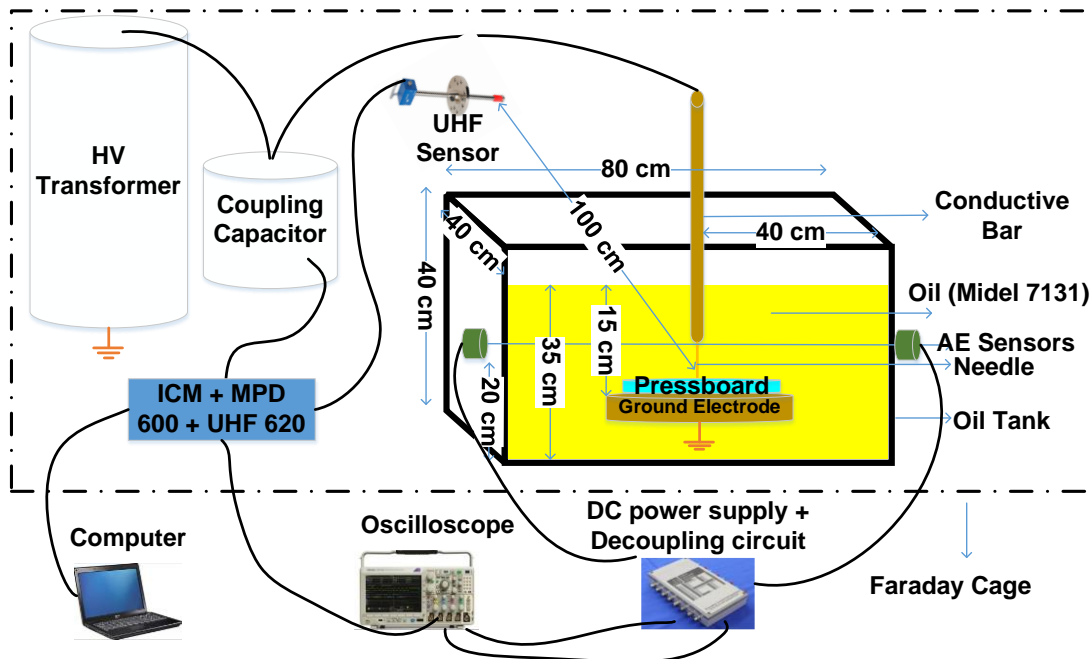 HV
Transformer
Coupling
Capacitor
UHF
Sensor
80 cm
100 cm
40 cm
40 cm
40 cm
Conductive
Bar
Oil (Midel 7131)
15 cm
35 cm
20 cm
AE Sensors
Needle
Pressboard
Ground Electrode
Oil Tank
ICM + MPD
600 + UHF 620
Computer
Oscilloscope
DC power supply +
Decoupling circuit
Faraday Cage